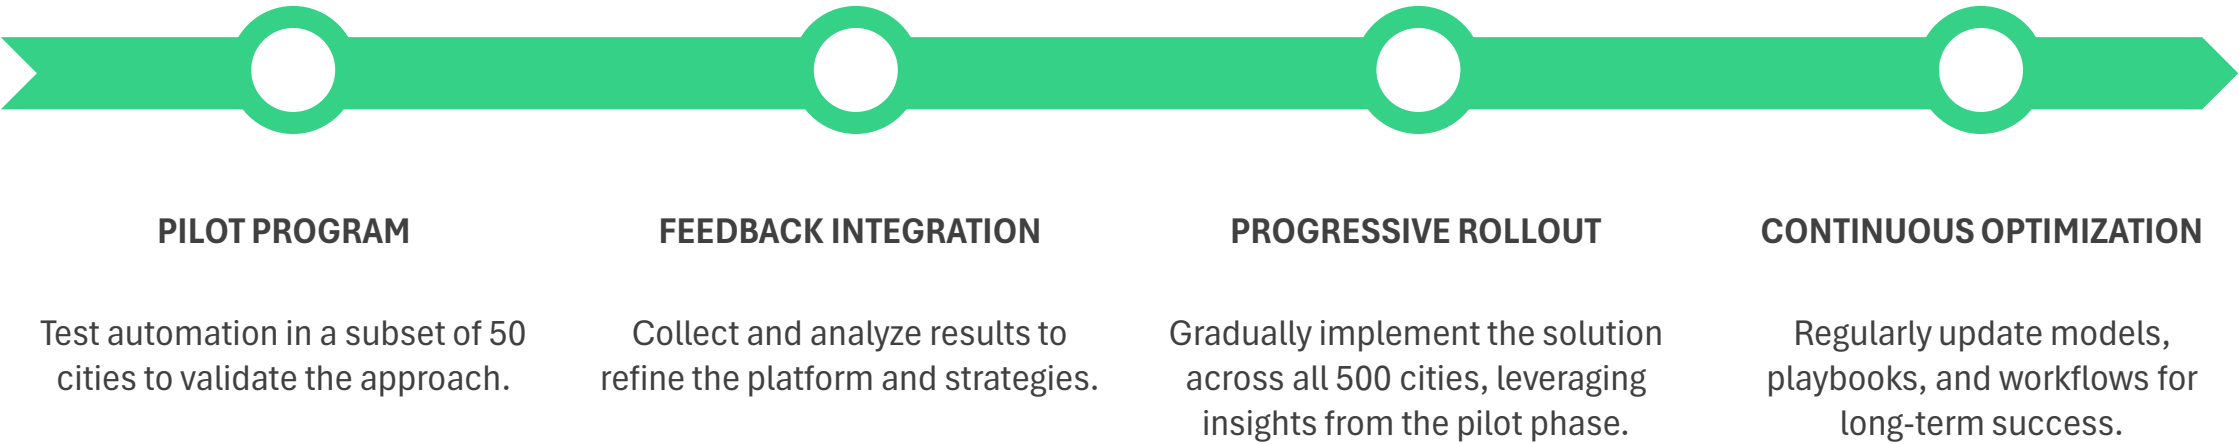 PILOT PROGRAM
Test automation in a subset of 50
cities to validate the approach.
FEEDBACK INTEGRATION
Collect and analyze results to
refine the platform and strategies.
PROGRESSIVE ROLLOUT
Gradually implement the solution
across all 500 cities, leveraging
insights from the pilot phase.
CONTINUOUS OPTIMIZATION
Regularly update models,
playbooks, and workflows for
long-term success.